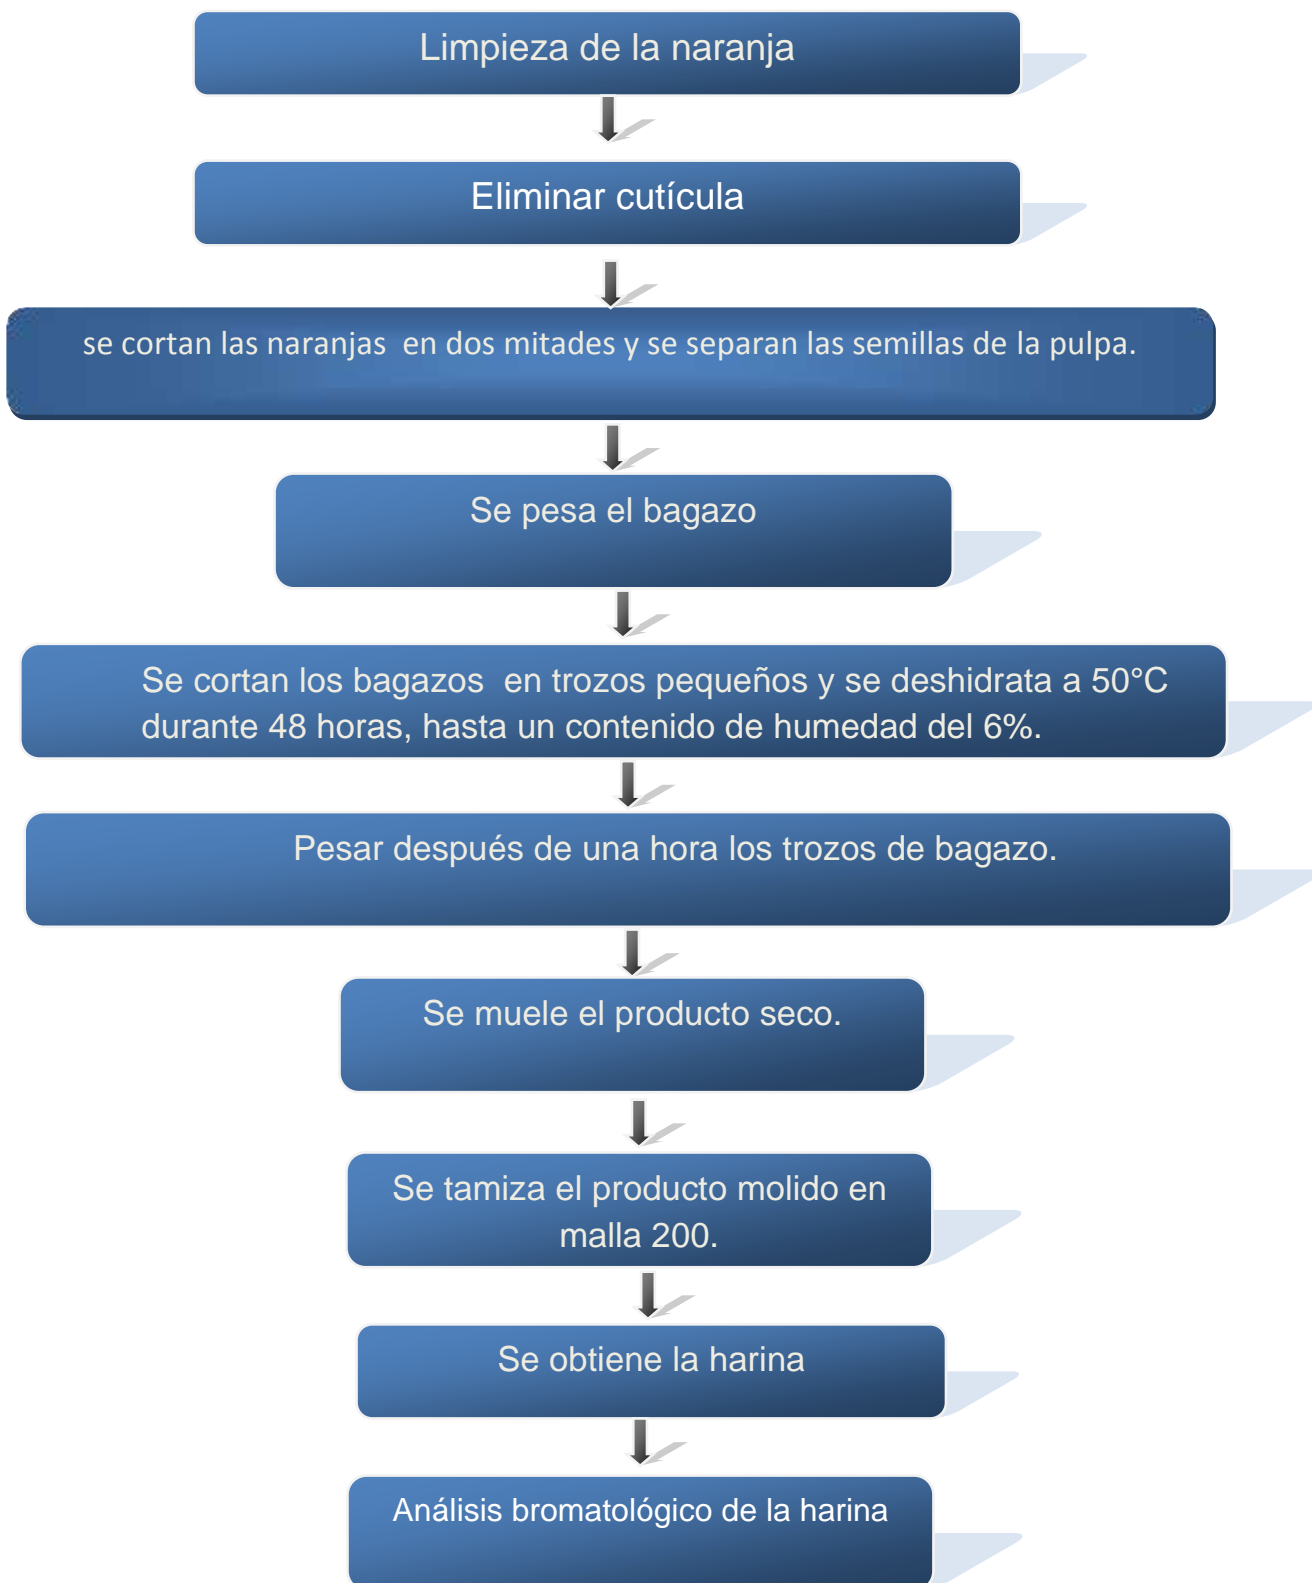 Limpieza de la naranja
Eliminar cutícula
se cortan las naranjas  en dos mitades y se separan las semillas de la pulpa.
Se pesa el bagazo
Se cortan los bagazos  en trozos pequeños y se deshidrata a 50°C
durante 48 horas, hasta un contenido de humedad del 6%.
Pesar después de una hora los trozos de bagazo.
Se muele el producto seco.
Se tamiza el producto molido en
malla 200.
Se obtiene la harina
Análisis bromatológico de la harina